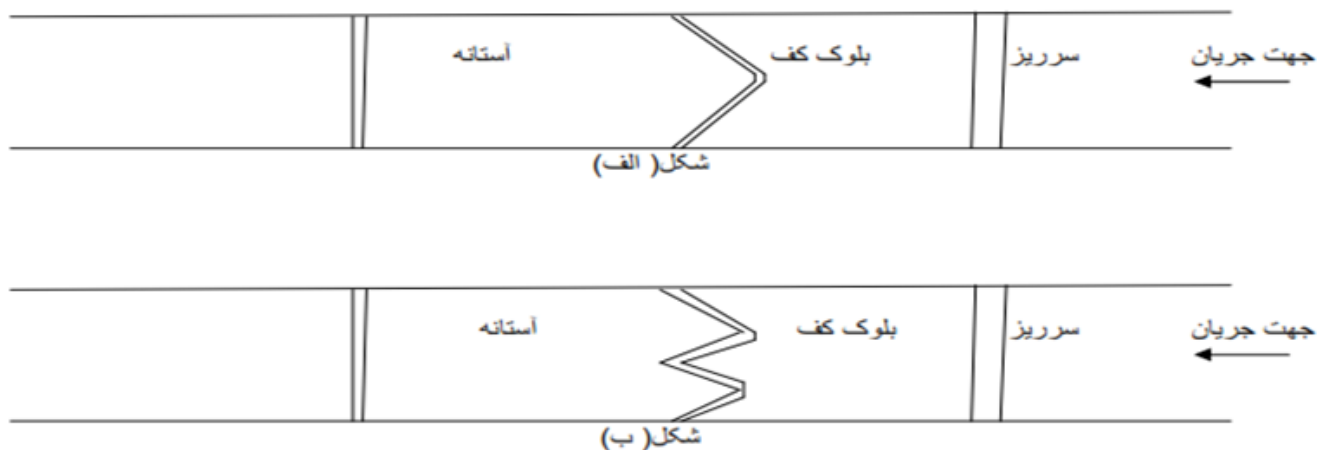 جهت جریان سرریز بلوک کف آستانه
شکل( الف)
جهت جریان سرریز بلوک کف آستانه
شکل( ب)